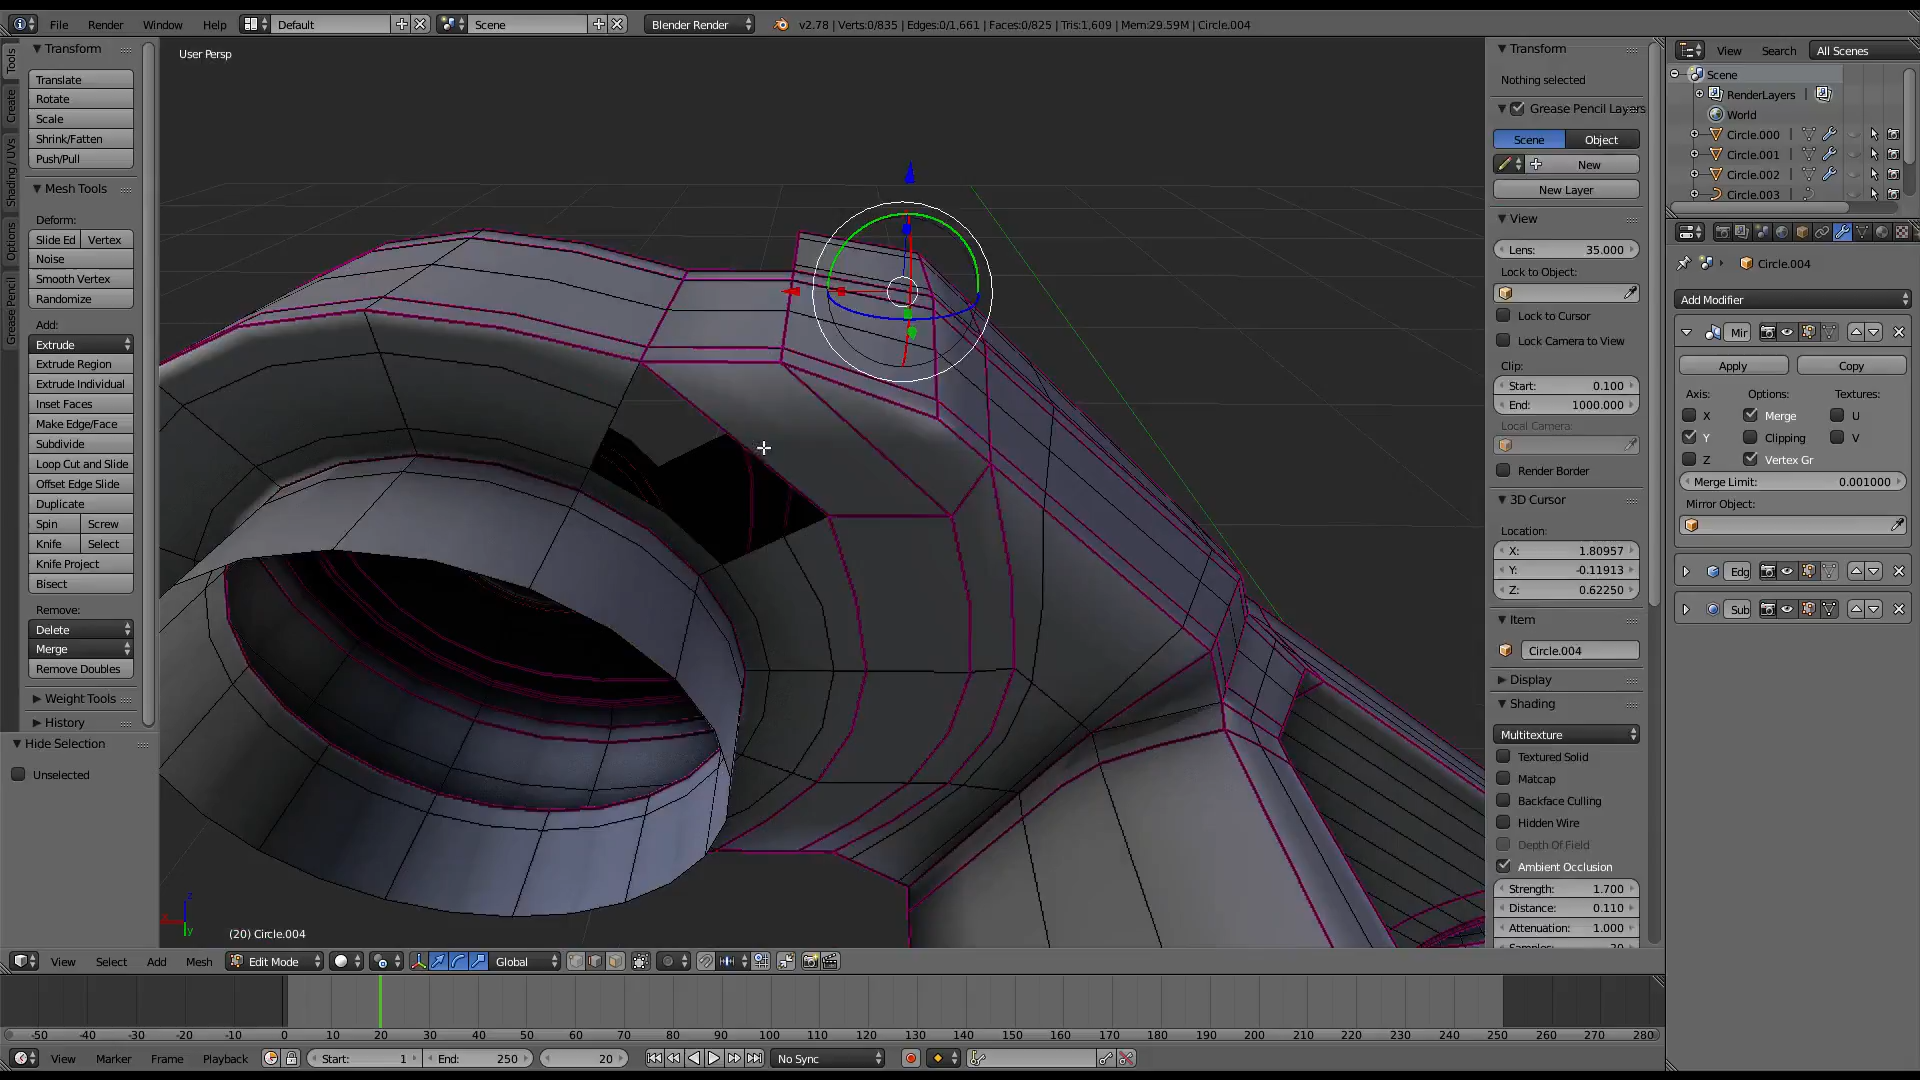 File Render Window Help Default Scene Blender Render v2.78 | Verts:0/835 | Edges:0/1,661 | Faces:0/825 | Tris:1,609 | Mem:29.59M | Circle.004
Tools
Create
Shading / UVs
Options
Grease Pencil
Transform
Translate
Rotate
Scale
Shrink/Fatten
Push/Pull
Mesh Tools
Deform:
Slide Ed Vertex
Noise
Smooth Vertex
Randomize
Add:
Extrude
Extrude Region
Extrude Individual
Inset Faces
Make Edge/Face
Subdivide
Loop Cut and Slide
Offset Edge Slide
Duplicate
Spin Screw
Knife Select
Knife Project
Bisect
Remove:
Delete
Merge
Remove Doubles
Weight Tools
History
Hide Selection
Unselected
User Persp
(20) Circle.004
z
x
y
Transform
Nothing selected
Grease Pencil Layers
Scene Object
New
New Layer
View
Lens: 35.000
Lock to Object:
Lock to Cursor
Lock Camera to View
Clip:
Start: 0.100
End: 1000.000
Local Camera:
Render Border
3D Cursor
Location:
X: 1.80957
Y: -0.11913
Z: 0.62250
Item
Circle.004
Display
Shading
Multitexture
Textured Solid
Matcap
Backface Culling
Hidden Wire
Depth Of Field
Ambient Occlusion
Strength: 1.700
Distance: 0.110
Attenuation: 1.000
View Search All Scenes
Scene
RenderLayers
World
Circle.000
Circle.001
Circle.002
Circle.003
Circle.004
Add Modifier
Mir
Apply Copy
Axis: Options: Textures:
X Merge U
Y Clipping V
Z Vertex Gr
Merge Limit: 0.001000
Mirror Object:
Edg
Sub
View Select Add Mesh Edit Mode Global
-50 -40 -30 -20 -10 0 10 20 30 40 50 60 70 80 90 100 110 120 130 140 150 160 170 180 190 200 210 220 230 240 250 260 270 280
View Marker Frame Playback Start: 1 End: 250 20 No Sync